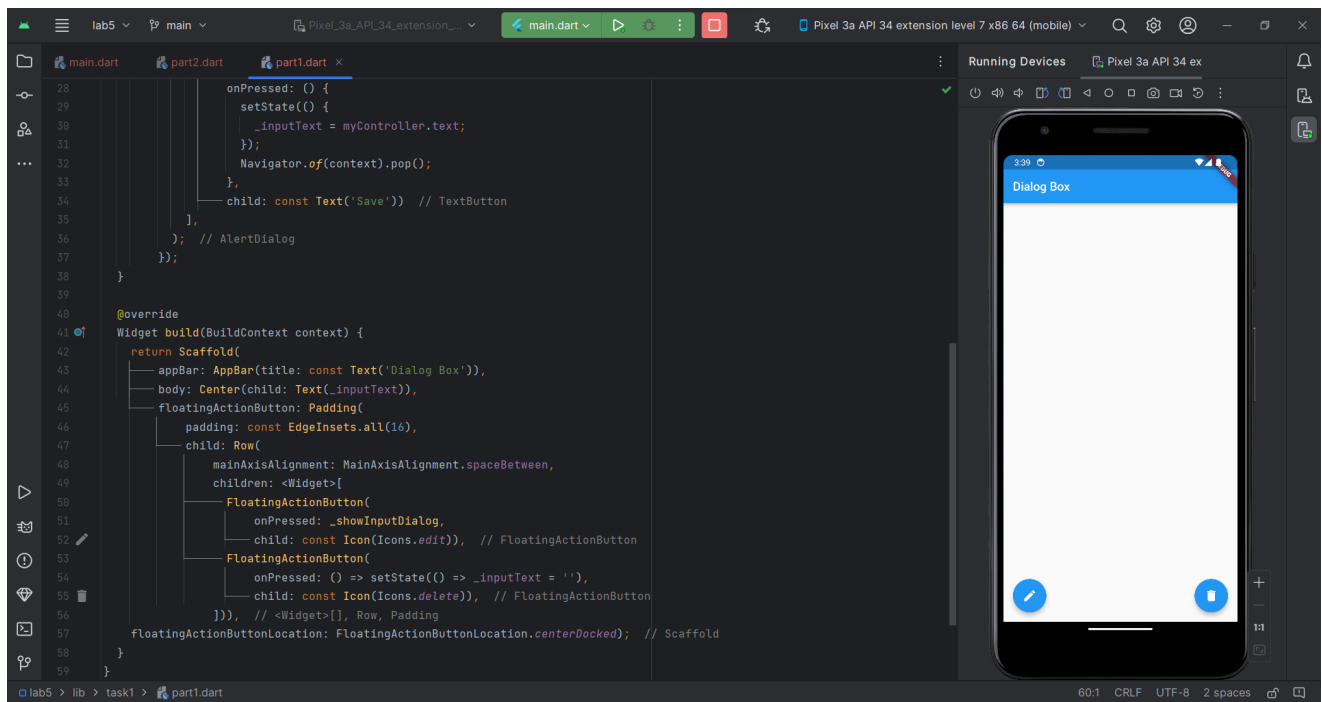 lab5 main Pixel_3a_API_34_extension_... main.dart Pixel 3a API 34 extension level 7 x86 64 (mobile)
main.dart part2.dart part1.dart Running Devices Pixel 3a API 34 ex
28 onPressed: () {
29 setState(() {
30 _inputText = myController.text;
31 });
32 Navigator.of(context).pop();
33 },
34 child: const Text('Save')) // TextButton
35 ],
36 ); // AlertDialog
37 });
38 }
39
40 @override
41 Widget build(BuildContext context) {
42 return Scaffold(
43 appBar: AppBar(title: const Text('Dialog Box')),
44 body: Center(child: Text(_inputText)),
45 floatingActionButton: Padding(
46 padding: const EdgeInsets.all(16),
47 child: Row(
48 mainAxisAlignment: MainAxisAlignment.spaceBetween,
49 children: <Widget>[
50 FloatingActionButton(
51 onPressed: _showInputDialog,
52 child: const Icon(Icons.edit)), // FloatingActionButton
53 FloatingActionButton(
54 onPressed: () => setState(() => _inputText = ''),
55 child: const Icon(Icons.delete)), // FloatingActionButton
56 ])), // <Widget>[], Row, Padding
57 floatingActionButtonLocation: FloatingActionButtonLocation.centerDocked); // Scaffold
58 }
59 }
3:39
Dialog Box
1:1
lab5 > lib > task1 > part1.dart 60:1 CRLF UTF-8 2 spaces